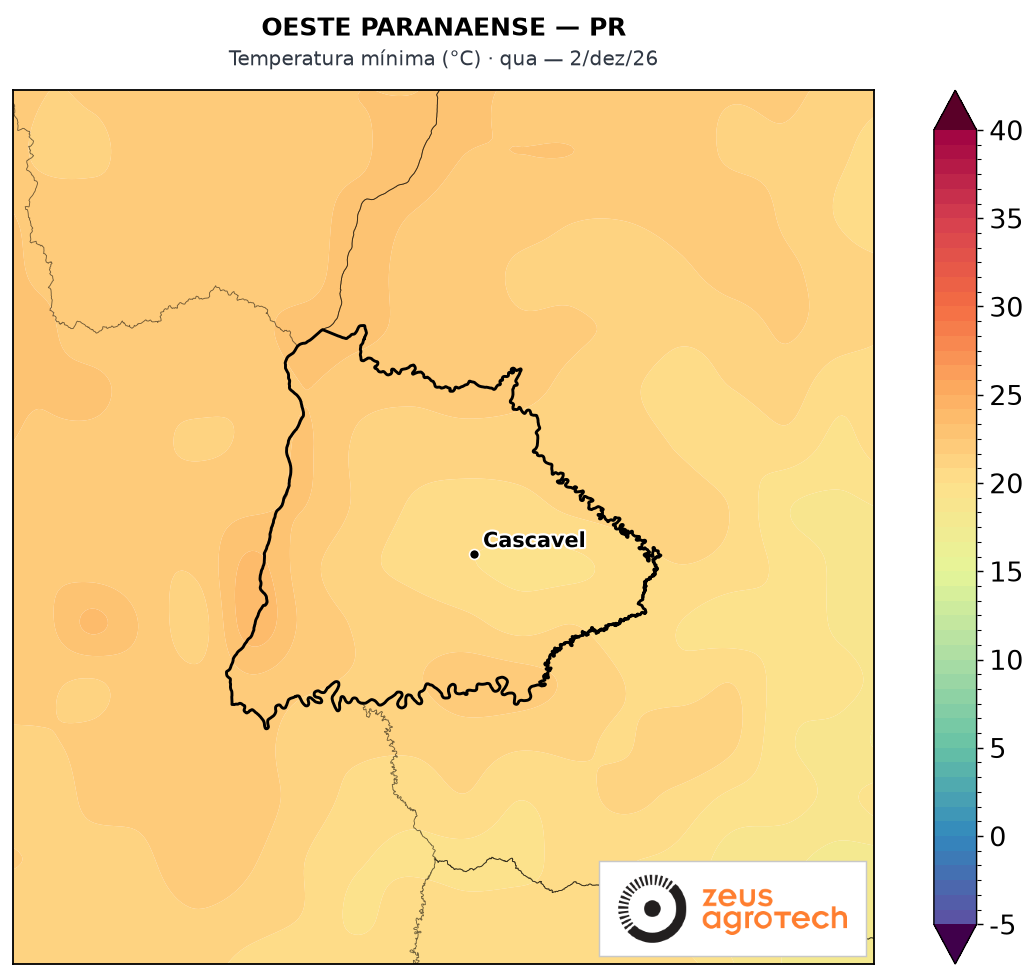 OESTE PARANAENSE — PR
Temperatura mínima (°C) · qua — 2/dez/26
40
35
30
25
20
15
10
5
0
-5
Cascavel
zeus
agrotech